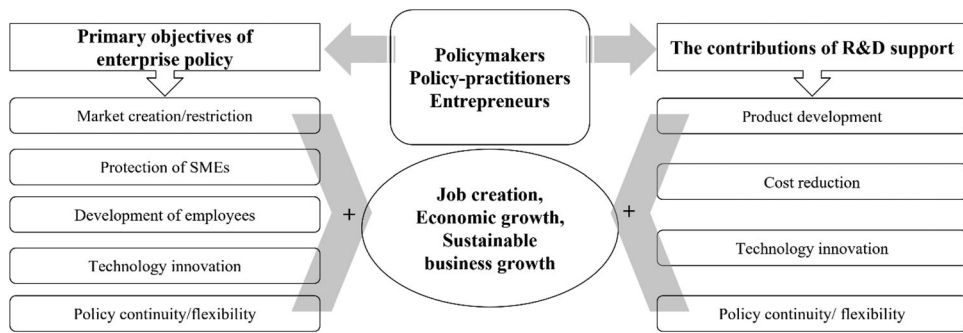 Primary objectives of
enterprise policy
Market creation/restriction
Protection of SMEs
Development of employees
Technology innovation
Policy continuity/flexibility
+
Policymakers
Policy-practitioners
Entrepreneurs
Job creation,
Economic growth,
Sustainable
business growth
+
The contributions of R&D support
Product development
Cost reduction
Technology innovation
Policy continuity/ flexibility